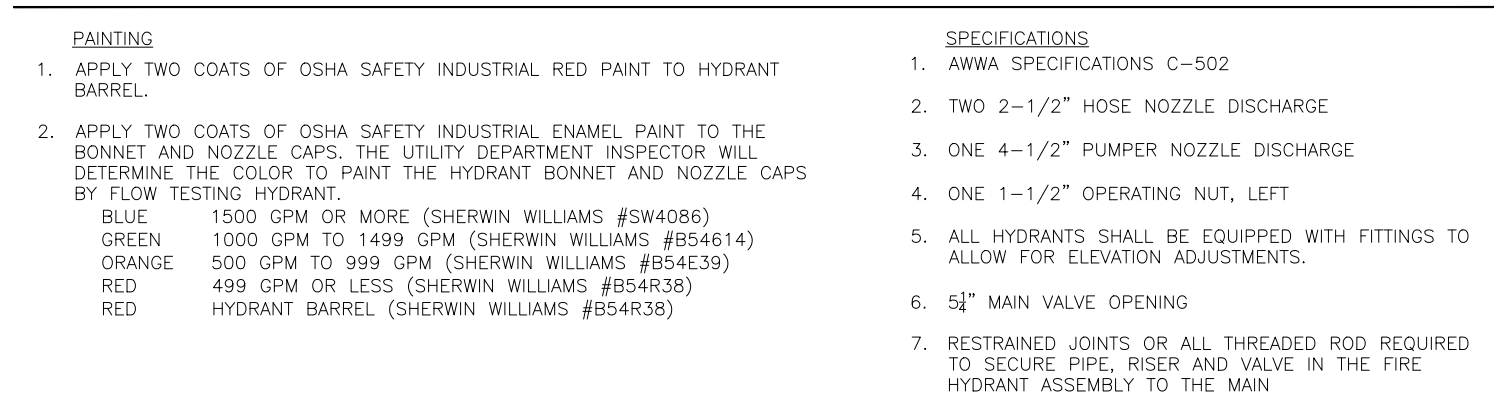 PAINTING
1. APPLY TWO COATS OF OSHA SAFETY INDUSTRIAL RED PAINT TO HYDRANT
BARREL.
2. APPLY TWO COATS OF OSHA SAFETY INDUSTRIAL ENAMEL PAINT TO THE
BONNET AND NOZZLE CAPS. THE UTILITY DEPARTMENT INSPECTOR WILL
DETERMINE THE COLOR TO PAINT THE HYDRANT BONNET AND NOZZLE CAPS
BY FLOW TESTING HYDRANT.
BLUE 1500 GPM OR MORE (SHERWIN WILLIAMS #SW4086)
GREEN 1000 GPM TO 1499 GPM (SHERWIN WILLIAMS #B54614)
ORANGE 500 GPM TO 999 GPM (SHERWIN WILLIAMS #B54E39)
RED 499 GPM OR LESS (SHERWIN WILLIAMS #B54R38)
RED HYDRANT BARREL (SHERWIN WILLIAMS #B54R38)
SPECIFICATIONS
1. AWWA SPECIFICATIONS C-502
2. TWO 2-1/2" HOSE NOZZLE DISCHARGE
3. ONE 4-1/2" PUMPER NOZZLE DISCHARGE
4. ONE 1-1/2" OPERATING NUT, LEFT
5. ALL HYDRANTS SHALL BE EQUIPPED WITH FITTINGS TO
ALLOW FOR ELEVATION ADJUSTMENTS.
6. 5¼" MAIN VALVE OPENING
7. RESTRAINED JOINTS OR ALL THREADED ROD REQUIRED
TO SECURE PIPE, RISER AND VALVE IN THE FIRE
HYDRANT ASSEMBLY TO THE MAIN